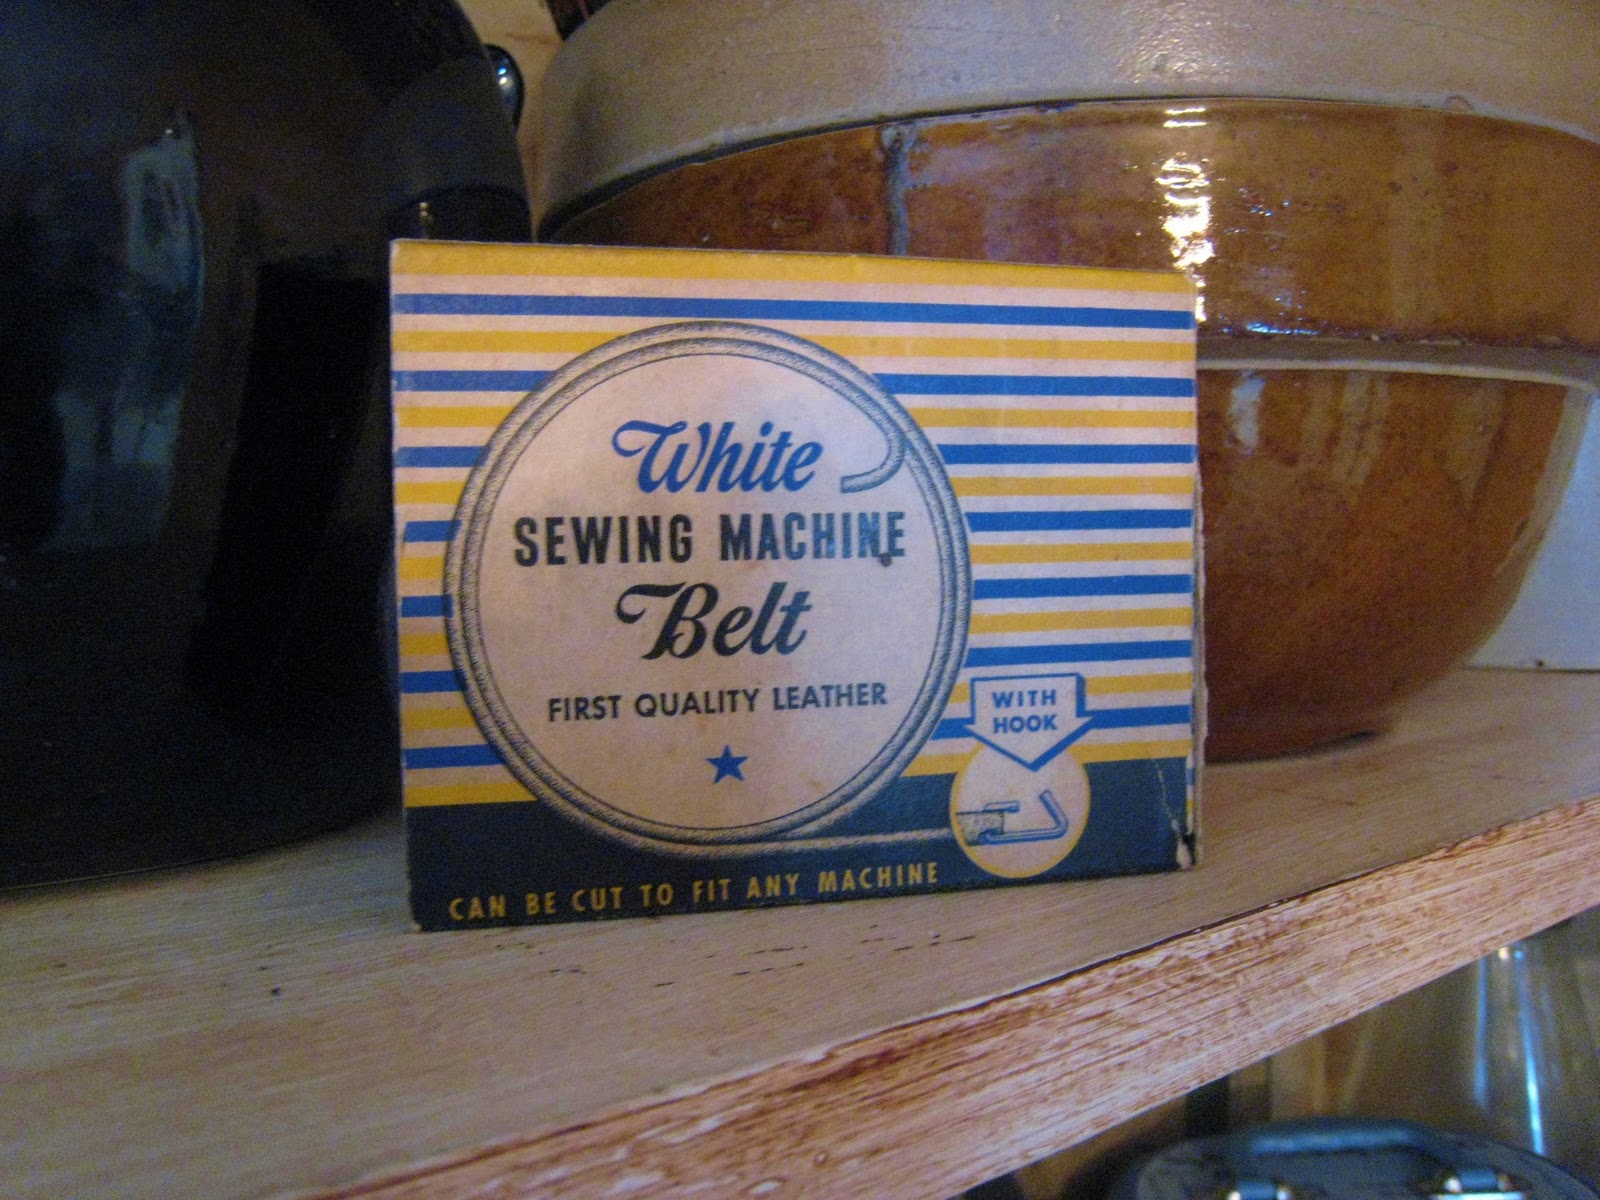 White
SEWING MACHINE
Belt
FIRST QUALITY LEATHER
WITH
HOOK
CAN BE CUT TO FIT ANY MACHINE